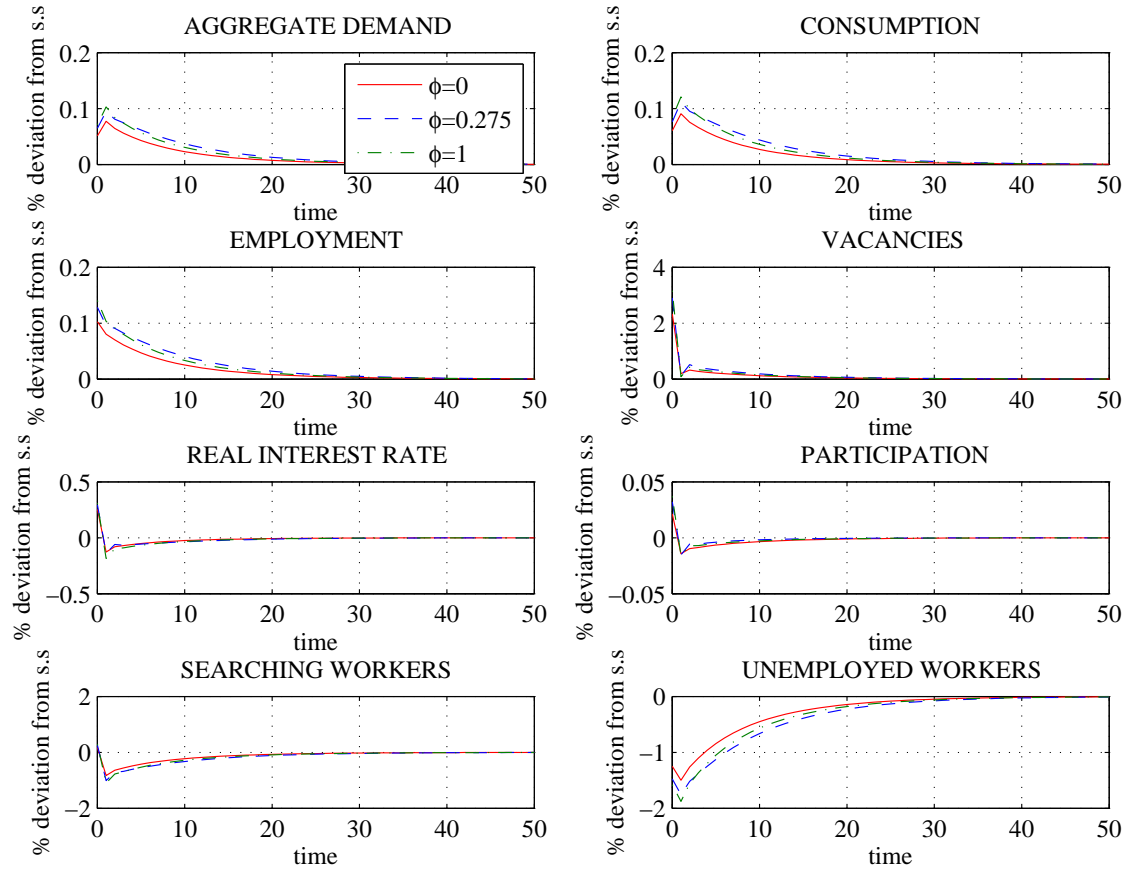 AGGREGATE DEMAND
% deviation from s.s
0.2
0.1
0
0 10 20 30 40 50
time
ϕ=0
ϕ=0.275
ϕ=1
CONSUMPTION
% deviation from s.s
0.2
0.1
0
0 10 20 30 40 50
time
EMPLOYMENT
% deviation from s.s
0.2
0.1
0
0 10 20 30 40 50
time
VACANCIES
% deviation from s.s
4
2
0
0 10 20 30 40 50
time
REAL INTEREST RATE
% deviation from s.s
0.5
0
−0.5
0 10 20 30 40 50
time
PARTICIPATION
% deviation from s.s
0.05
0
−0.05
0 10 20 30 40 50
time
SEARCHING WORKERS
% deviation from s.s
2
0
−2
0 10 20 30 40 50
time
UNEMPLOYED WORKERS
% deviation from s.s
0
−1
−2
0 10 20 30 40 50
time